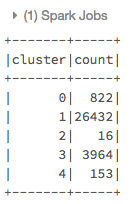 ▸ (1) Spark Jobs
+-------+-----+
|cluster|count|
+-------+-----+
|      0|  822|
|      1|26432|
|      2|   16|
|      3| 3964|
|      4|  153|
+-------+-----+